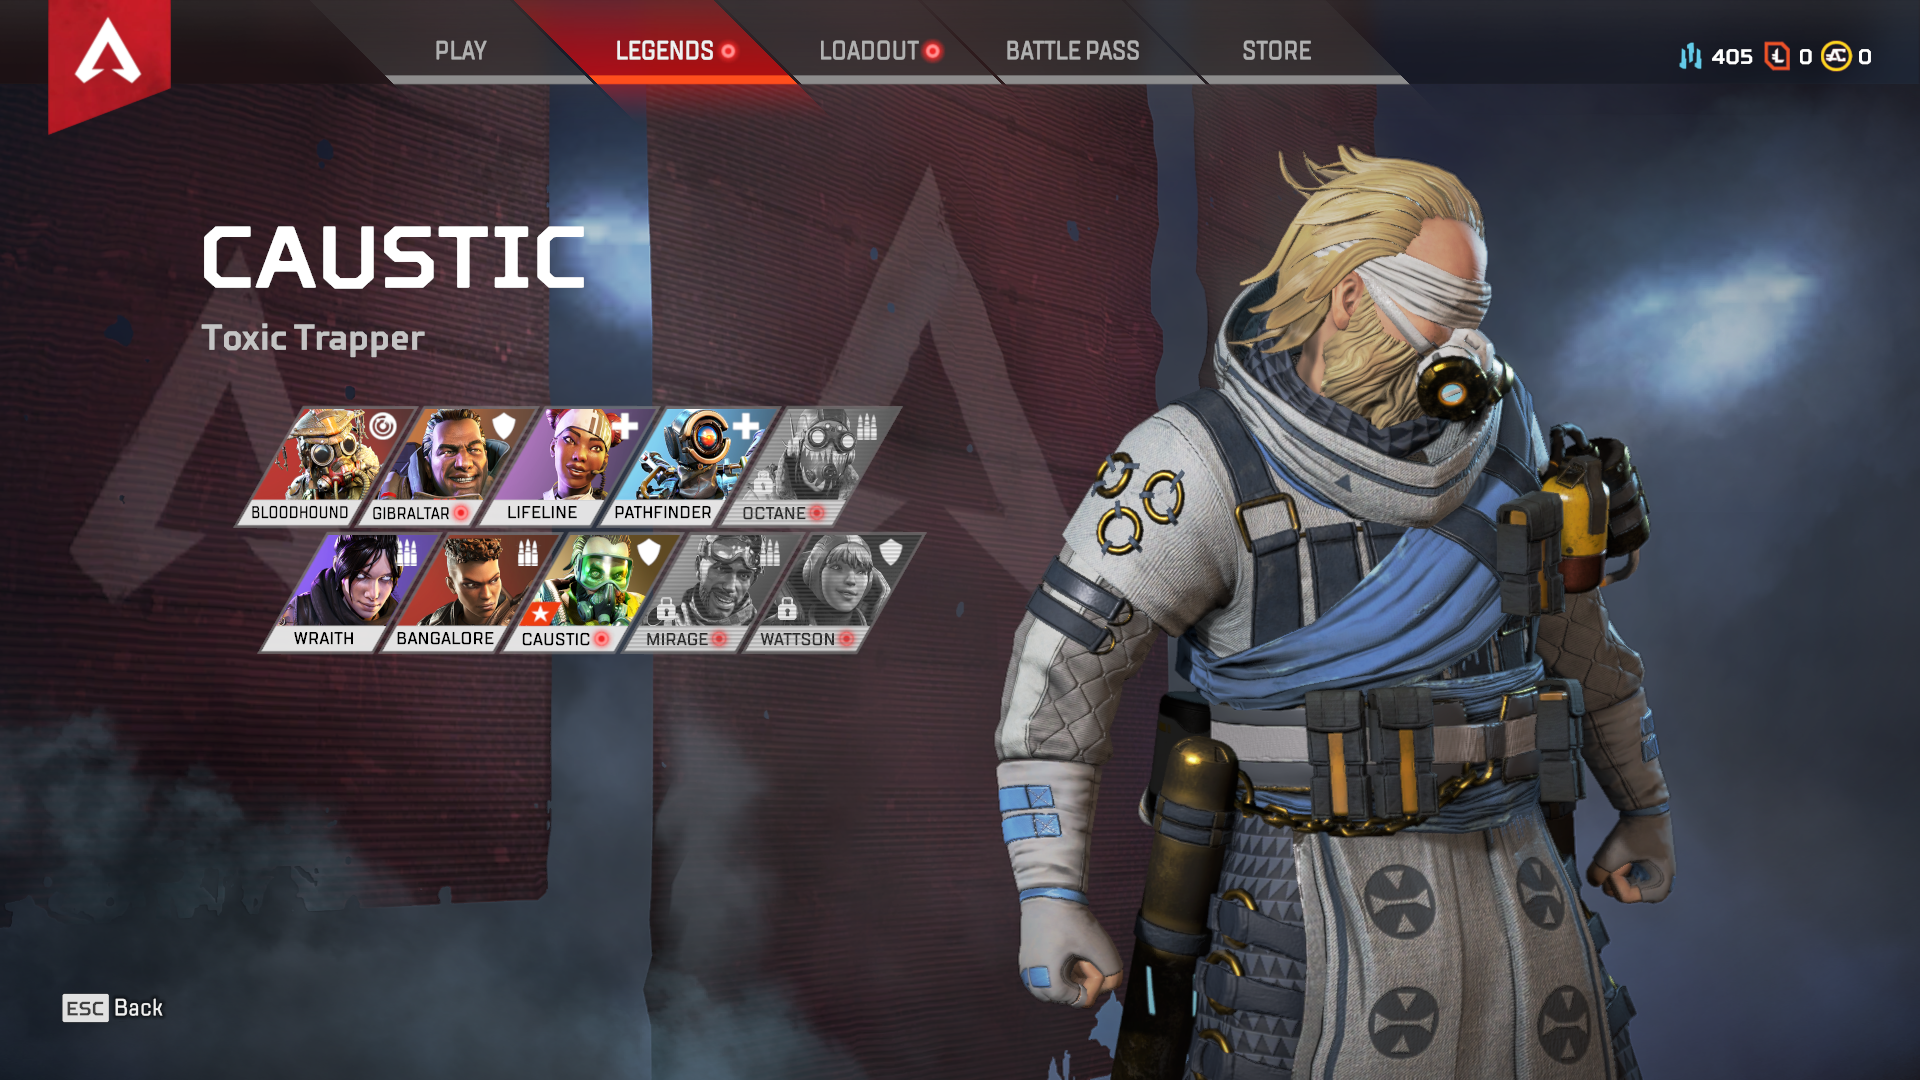 PLAY
LEGENDS
LOADOUT
BATTLE PASS
STORE
405 0 0
CAUSTIC
Toxic Trapper
BLOODHOUND
GIBRALTAR
LIFELINE
PATHFINDER
OCTANE
WRAITH
BANGALORE
CAUSTIC
MIRAGE
WATTSON
ESC Back